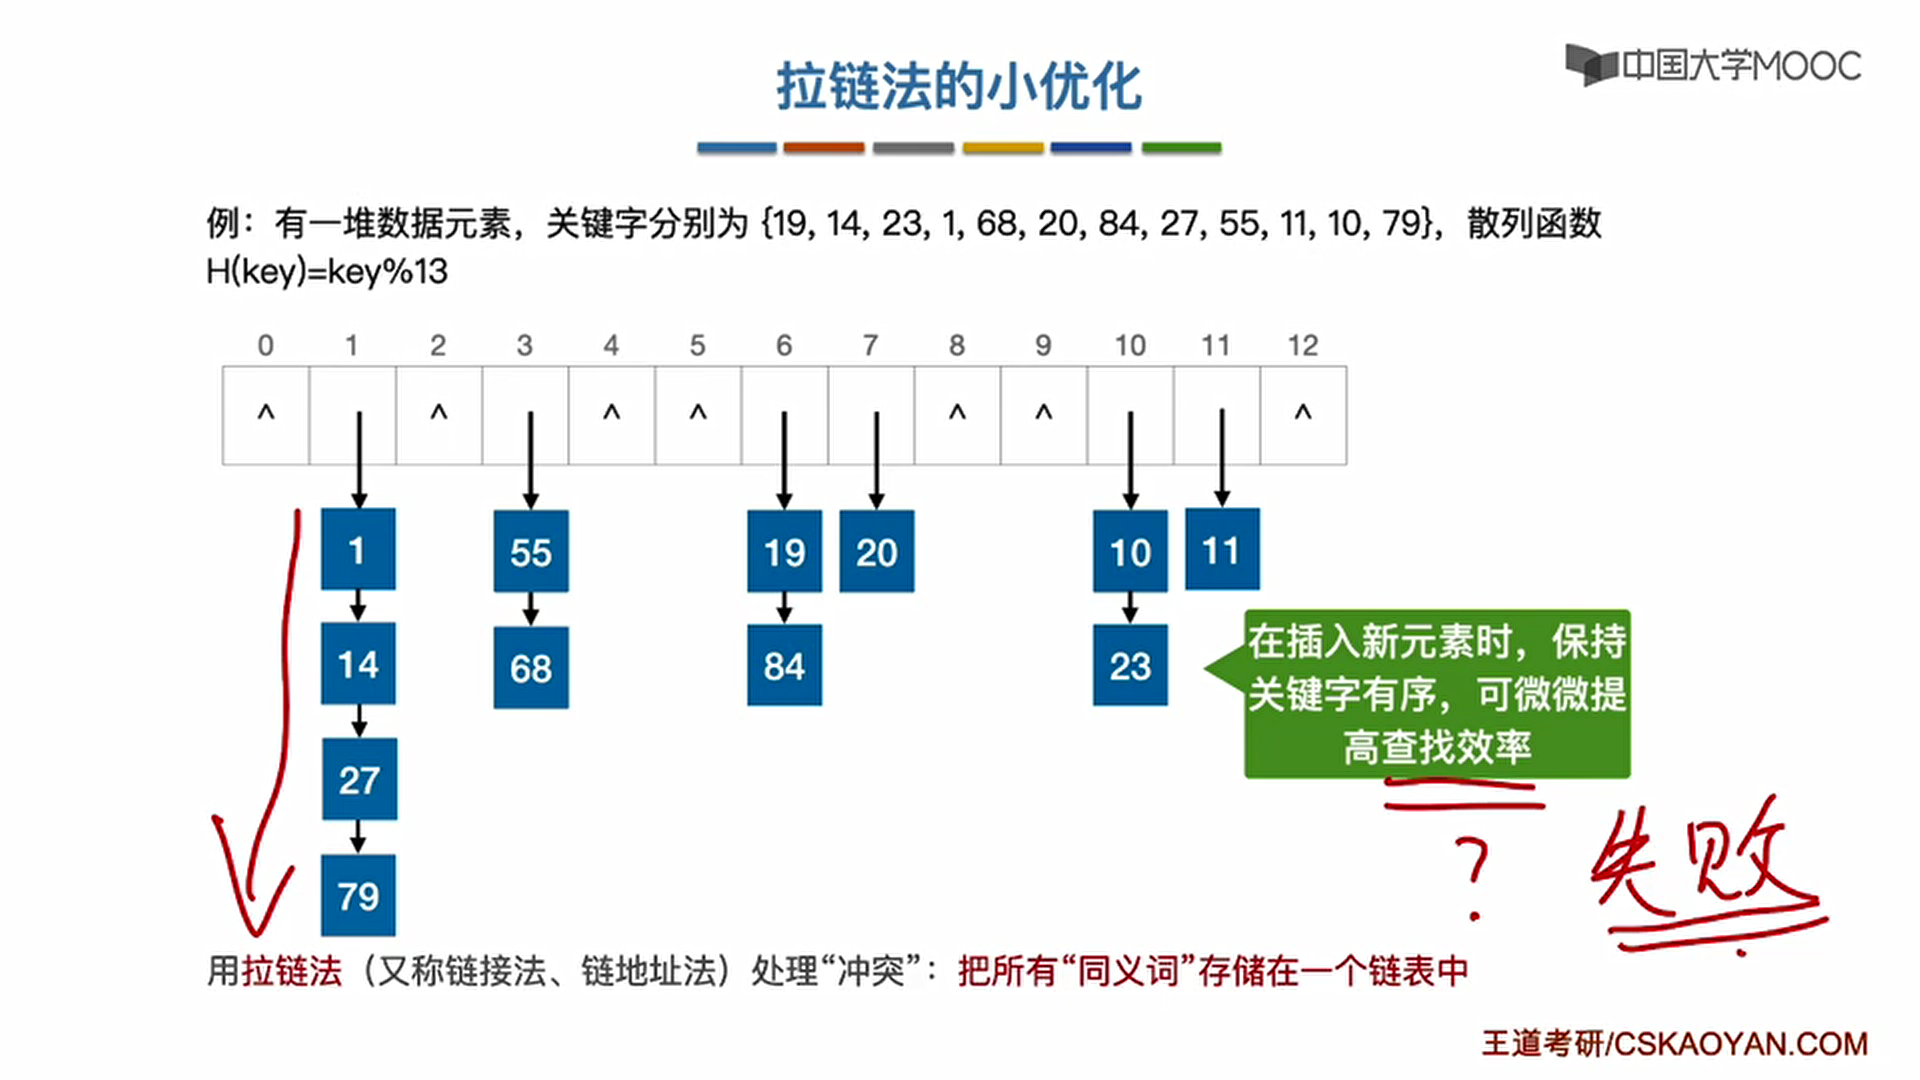 中国大学MOOC
拉链法的小优化
例：有一堆数据元素，关键字分别为 {19, 14, 23, 1, 68, 20, 84, 27, 55, 11, 10, 79}，散列函数
H(key)=key%13
0 1 2 3 4 5 6 7 8 9 10 11 12
^ ^ ^ ^ ^ ^ ^
1 55 19 20 10 11
14 68 84 23
27
79
在插入新元素时，保持
关键字有序，可微微提
高查找效率
? 失败
用拉链法（又称链接法、链地址法）处理“冲突”：把所有“同义词”存储在一个链表中
王道考研/CSKAOYAN.COM